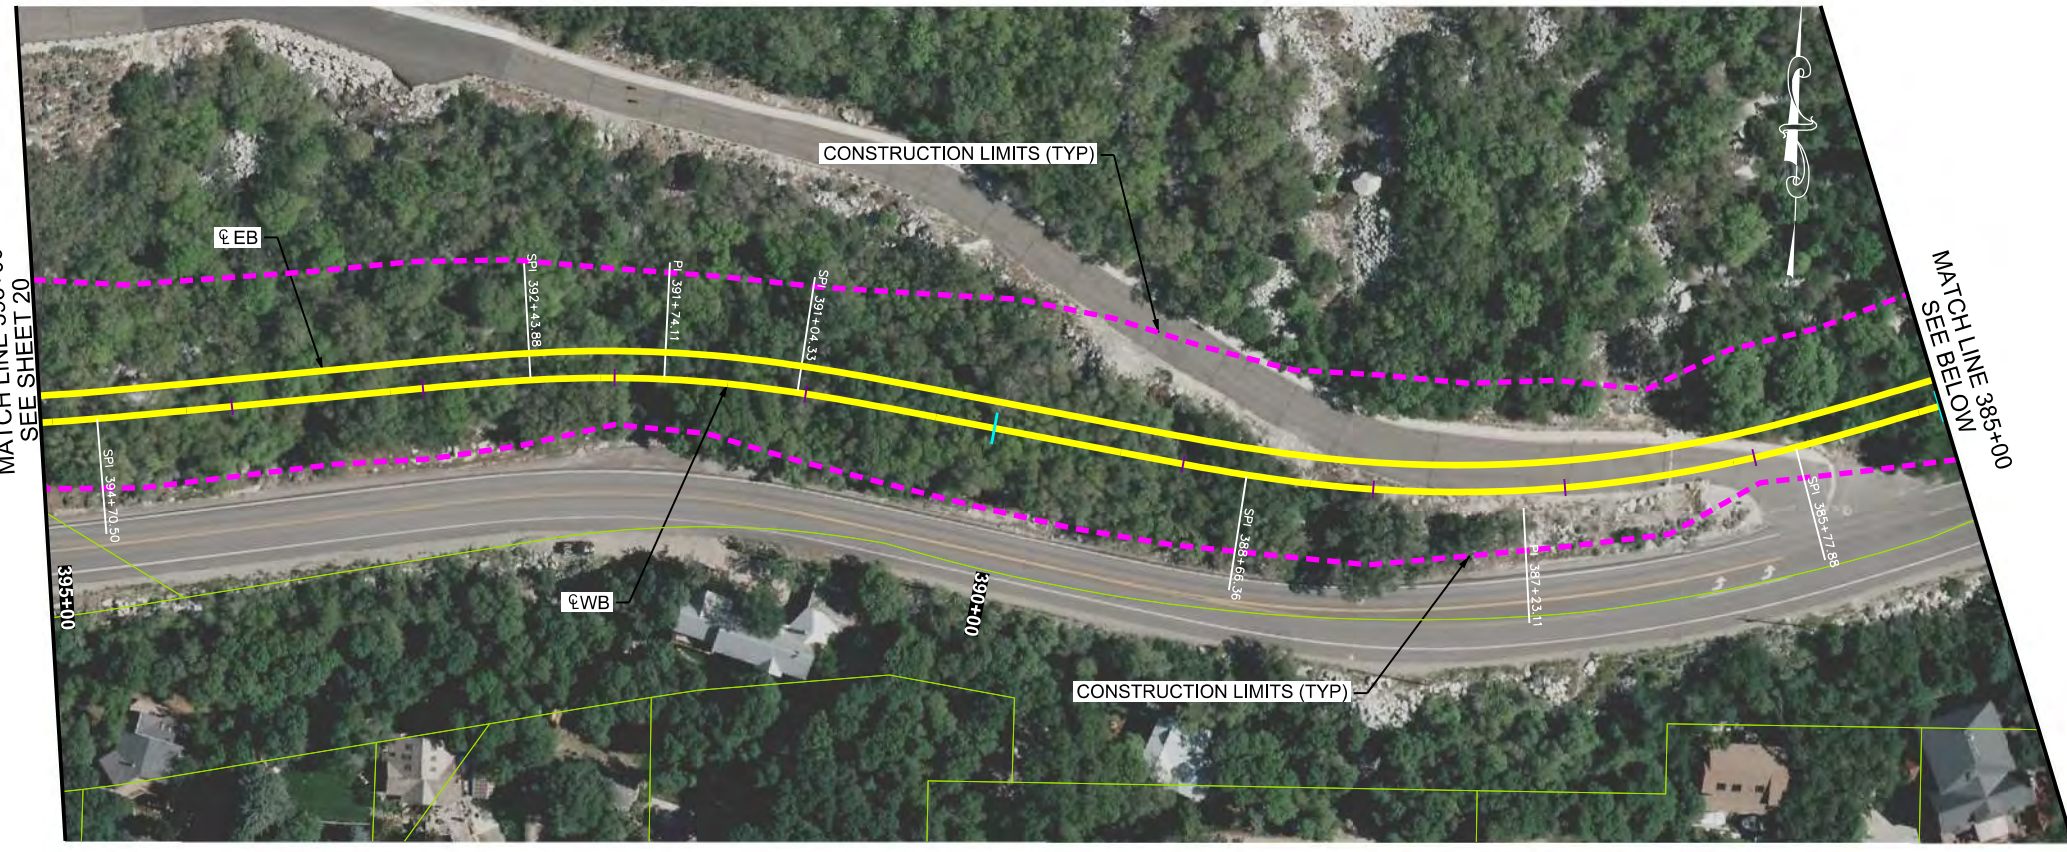 CONSTRUCTION LIMITS (TYP)
℄ EB
SPI 392+43.88
PI 391+74.11
SPI 391+04.33
MATCH LINE
SEE SHEET 20
MATCH LINE 385+00
SEE BELOW
SPI 394+70.50
SPI 388+66.36
PI 387+23.11
SPI 385+77.88
395+00
℄ WB
390+00
CONSTRUCTION LIMITS (TYP)